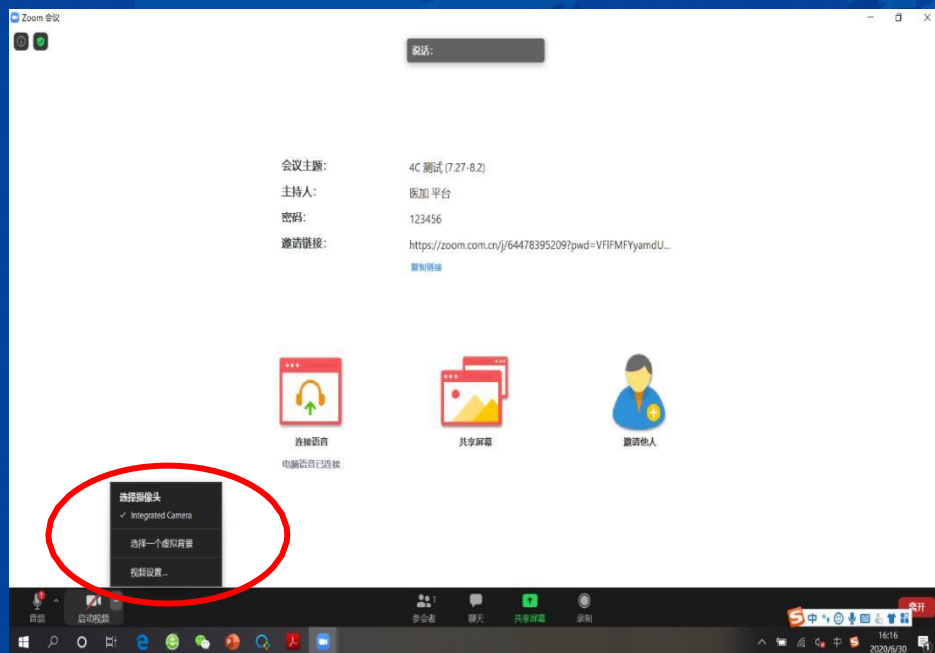 Zoom 会议
说话:
会议主题: 4C 测试 (7.27-8.2)
主持人: 医加 平台
密码: 123456
邀请链接: https://zoom.com.cn/j/64478395209?pwd=VFlFMFYyamdU...
复制链接
连接语音 共享屏幕 邀请他人
电脑语音已连接
选择摄像头
✓ Integrated Camera
选择一个虚拟背景
视频设置...
1
音频 启动视频 参会者 聊天 共享屏幕 录制
中
16:16
中
2020/6/30